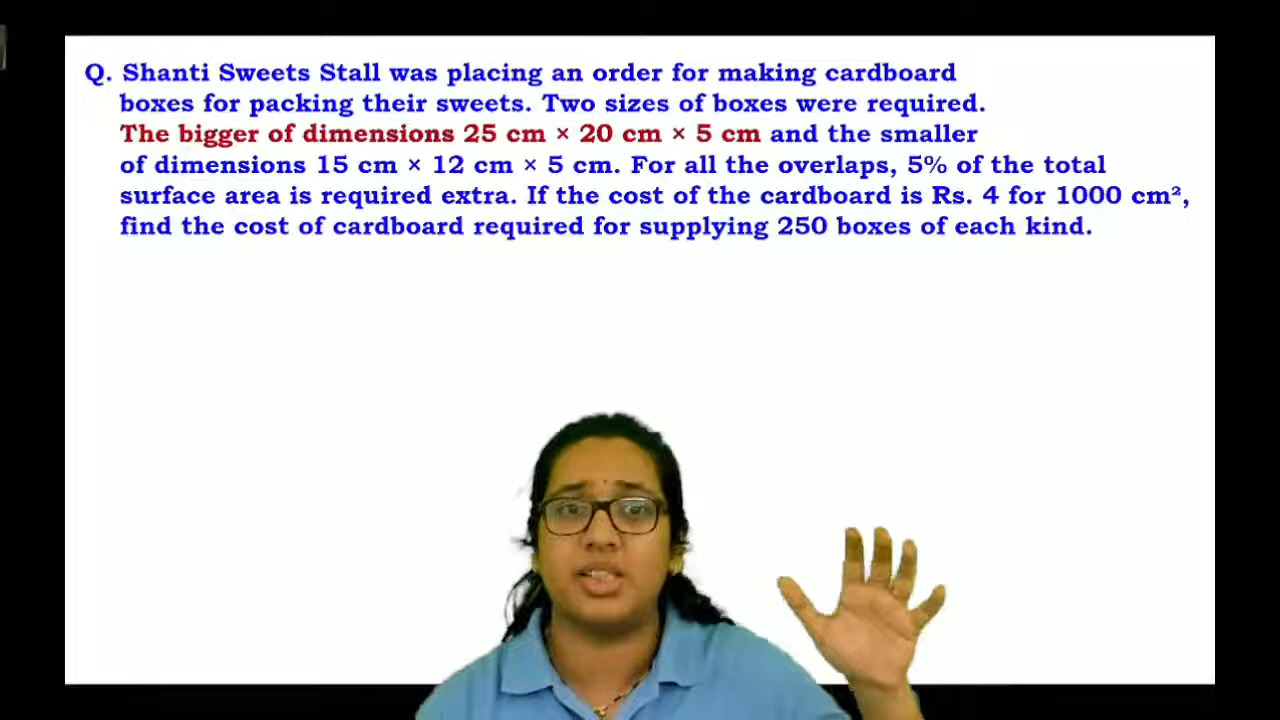 Q. Shanti Sweets Stall was placing an order for making cardboard
boxes for packing their sweets. Two sizes of boxes were required.
The bigger of dimensions 25 cm × 20 cm × 5 cm and the smaller
of dimensions 15 cm × 12 cm × 5 cm. For all the overlaps, 5% of the total
surface area is required extra. If the cost of the cardboard is Rs. 4 for 1000 cm²,
find the cost of cardboard required for supplying 250 boxes of each kind.